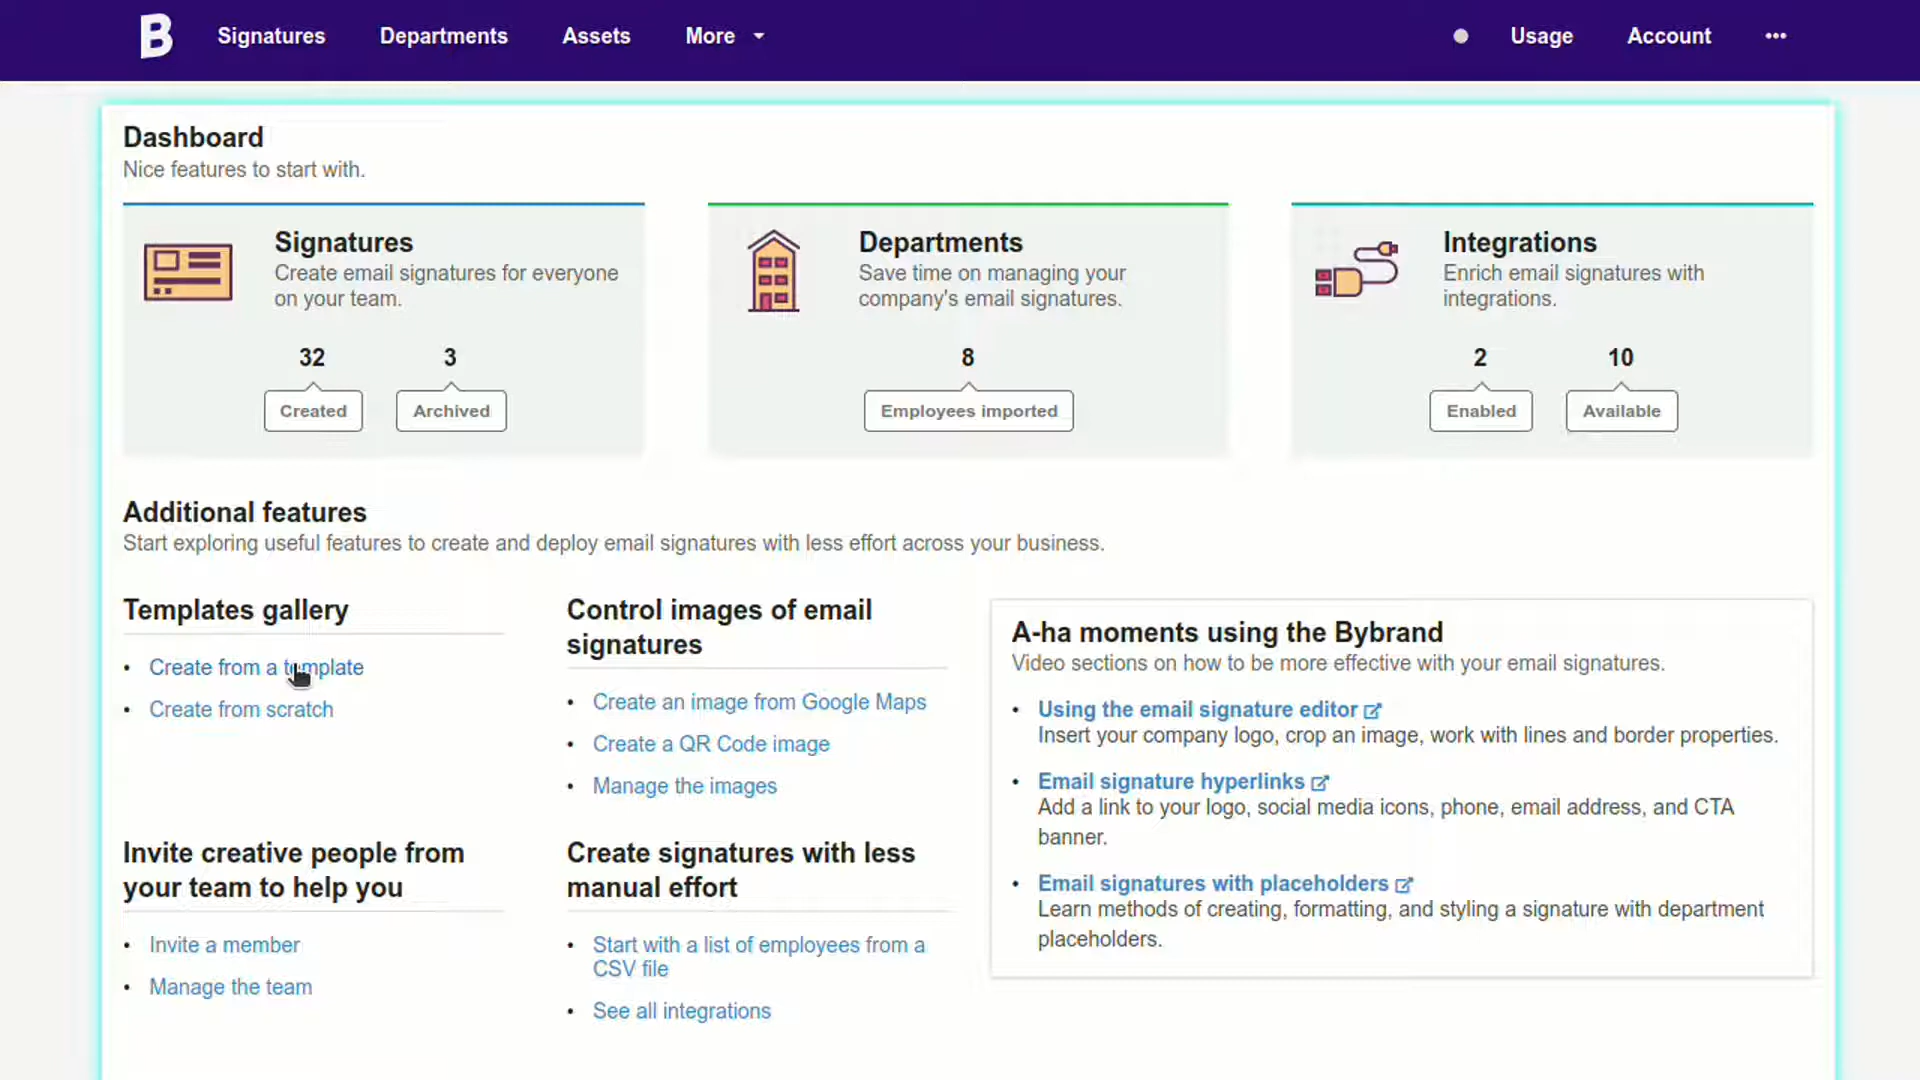 B Signatures Departments Assets More Usage Account •••
Dashboard
Nice features to start with.
Signatures
Create email signatures for everyone
on your team.
32 3
Created Archived
Departments
Save time on managing your
company's email signatures.
8
Employees imported
Integrations
Enrich email signatures with
integrations.
2 10
Enabled Available
Additional features
Start exploring useful features to create and deploy email signatures with less effort across your business.
Templates gallery
• Create from a template
• Create from scratch
Control images of email
signatures
• Create an image from Google Maps
• Create a QR Code image
• Manage the images
Invite creative people from
your team to help you
• Invite a member
• Manage the team
Create signatures with less
manual effort
• Start with a list of employees from a
CSV file
• See all integrations
A-ha moments using the Bybrand
Video sections on how to be more effective with your email signatures.
• Using the email signature editor
Insert your company logo, crop an image, work with lines and border properties.
• Email signature hyperlinks
Add a link to your logo, social media icons, phone, email address, and CTA
banner.
• Email signatures with placeholders
Learn methods of creating, formatting, and styling a signature with department
placeholders.